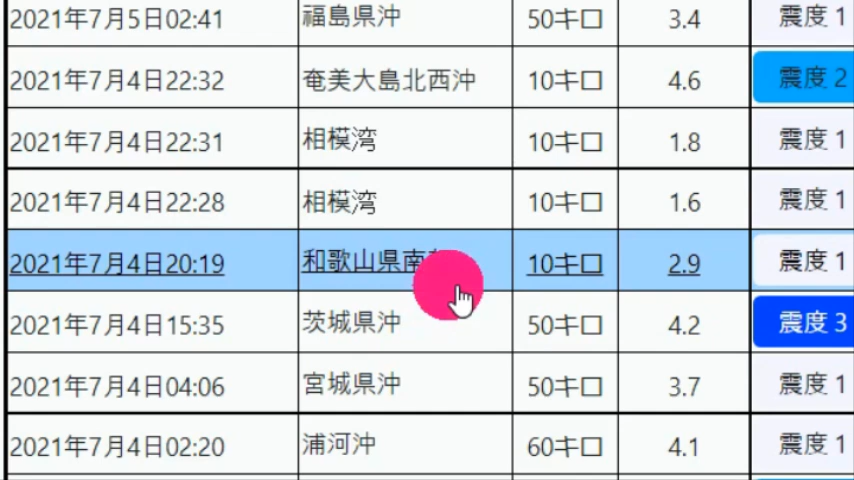 2021年7月5日02:41 福島県沖 50キロ 3.4 震度1
2021年7月4日22:32 奄美大島北西沖 10キロ 4.6 震度2
2021年7月4日22:31 相模湾 10キロ 1.8 震度1
2021年7月4日22:28 相模湾 10キロ 1.6 震度1
2021年7月4日20:19 和歌山県南 10キロ 2.9 震度1
2021年7月4日15:35 茨城県沖 50キロ 4.2 震度3
2021年7月4日04:06 宮城県沖 50キロ 3.7 震度1
2021年7月4日02:20 浦河沖 60キロ 4.1 震度1